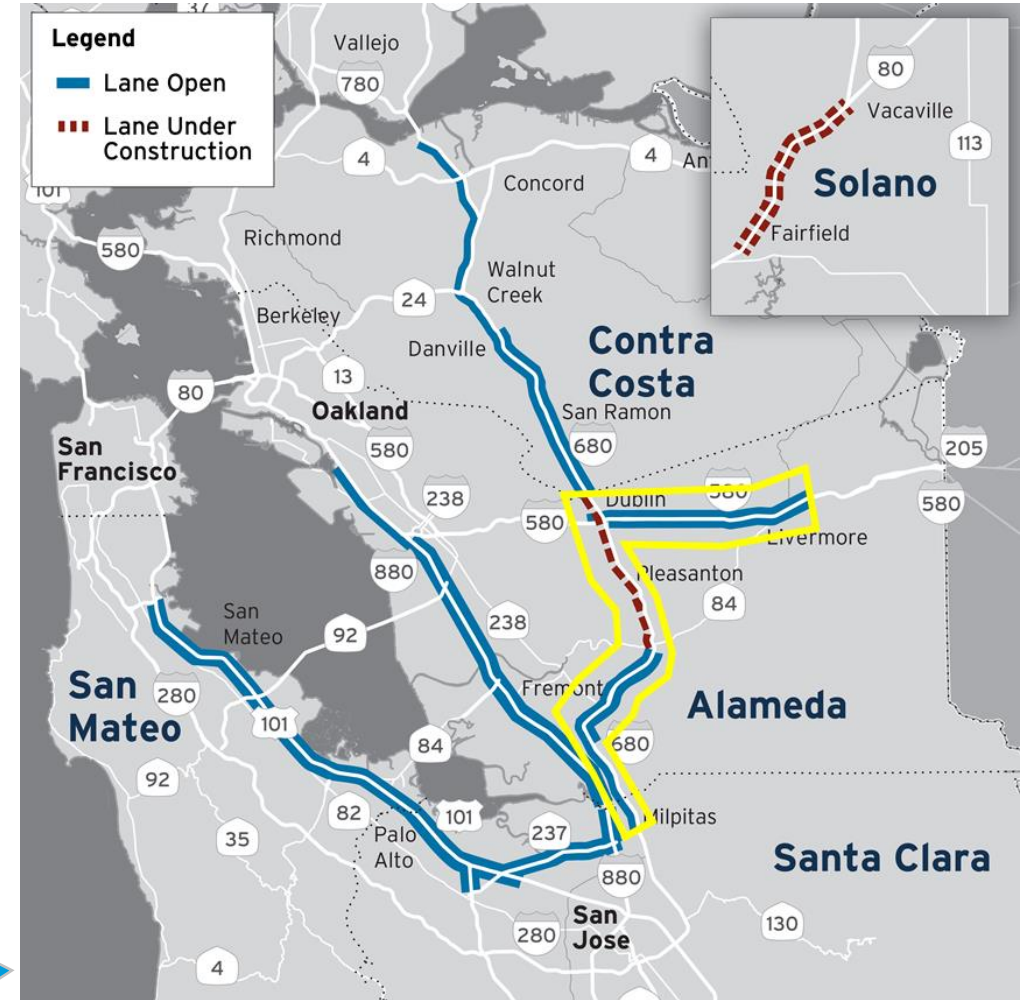 37
Legend
Lane Open
Lane Under
Construction
Vallejo
780
80
Vacaville
113
Solano
Fairfield
4
4
An
101
Concord
Richmond
580
Walnut
Creek
24
Berkeley
Contra
Costa
Danville
13
80
Oakland
San Ramon
680
San
Francisco
580
205
238
Dublin
580
580
580
Livermore
880
Pleasanton
84
San
Mateo
92
238
San
Mateo
280
Fremont
Alameda
101
680
84
92
82
101
Milpitas
35
Palo
Alto
237
Santa Clara
880
San
Jose
280
130
4